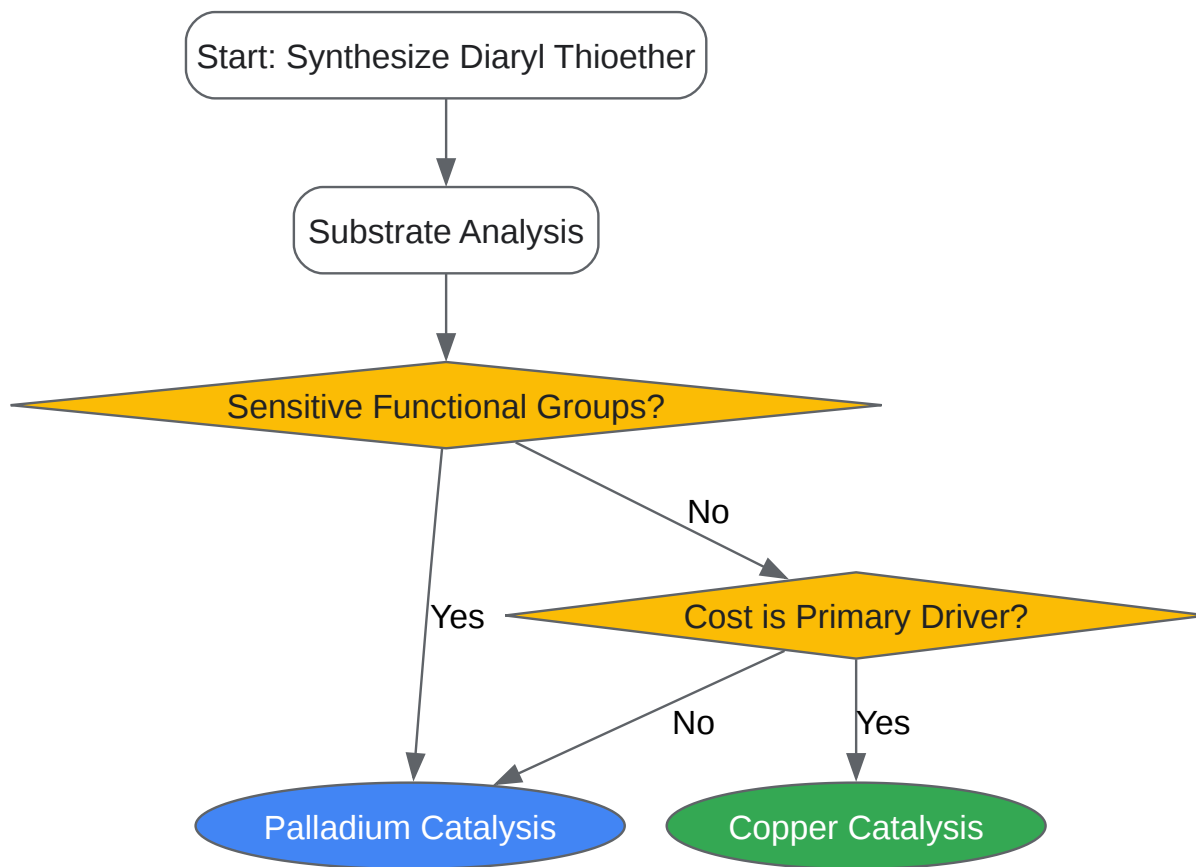 Start: Synthesize Diaryl Thioether
Substrate Analysis
Sensitive Functional Groups?
No
Yes
Cost is Primary Driver?
No
Yes
Palladium Catalysis
Copper Catalysis